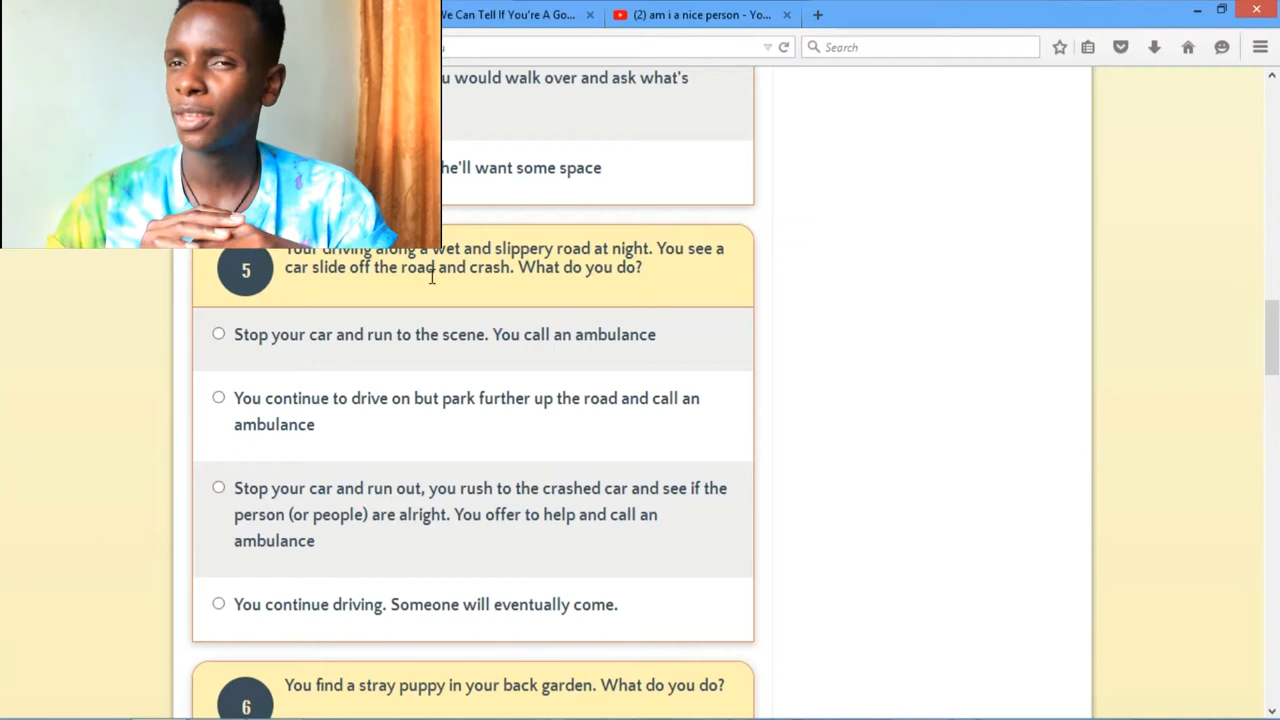 We Can Tell If You're A Go...
(2) am i a nice person - Yo...
Search
would walk over and ask what's
want some space
Your driving along a wet and slippery road at night. You see a
car slide off the road and crash. What do you do?
5
Stop your car and run to the scene. You call an ambulance
You continue to drive on but park further up the road and call an
ambulance
Stop your car and run out, you rush to the crashed car and see if the
person (or people) are alright. You offer to help and call an
ambulance
You continue driving. Someone will eventually come.
You find a stray puppy in your back garden. What do you do?
6